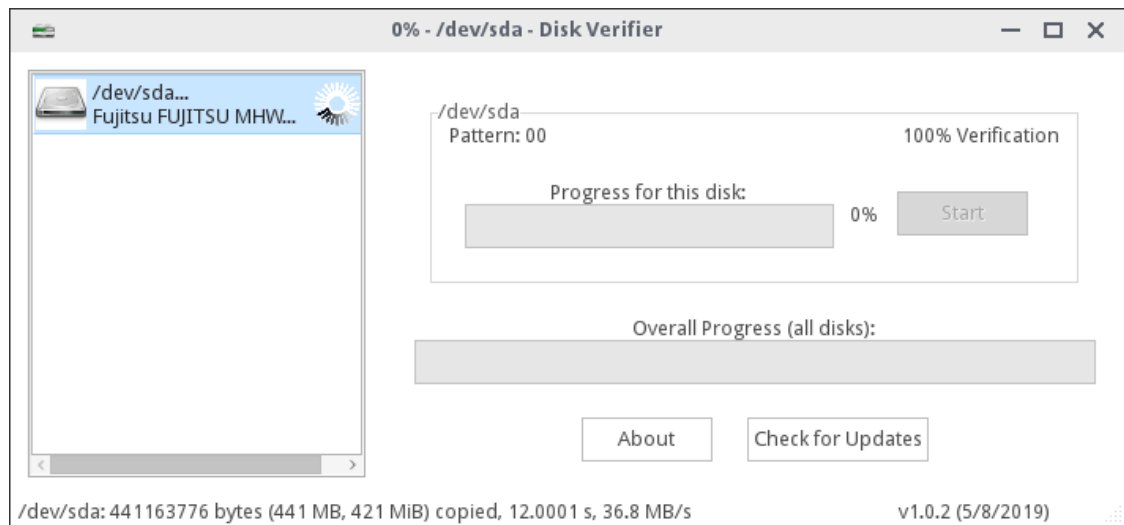 0% - /dev/sda - Disk Verifier
/dev/sda...
Fujitsu FUJITSU MHW...
/dev/sda
Pattern: 00
100% Verification
Progress for this disk:
0%
Start
Overall Progress (all disks):
About
Check for Updates
/dev/sda: 441163776 bytes (441 MB, 421 MiB) copied, 12.0001 s, 36.8 MB/s
v1.0.2 (5/8/2019)